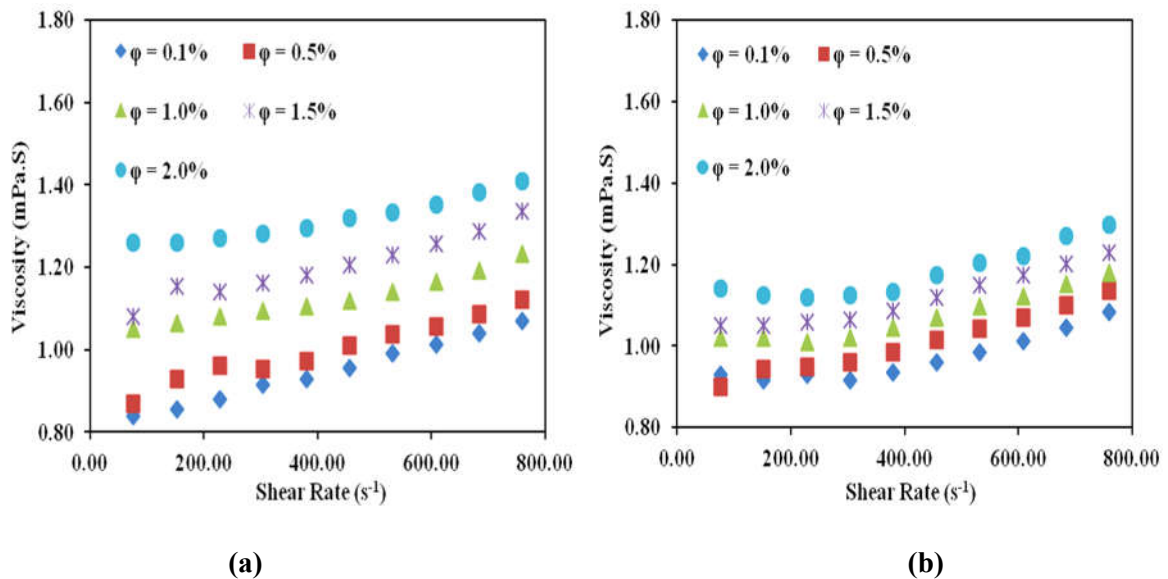 1.80
1.60
1.40
1.20
1.00
0.80
Viscosity (mPa.S)
φ = 0.1% φ = 0.5%
φ = 1.0% φ = 1.5%
φ = 2.0%
0.00 200.00 400.00 600.00 800.00
Shear Rate (s⁻¹)
(a)
1.80
1.60
1.40
1.20
1.00
0.80
Viscosity (mPa.S)
φ = 0.1% φ = 0.5%
φ = 1.0% φ = 1.5%
φ = 2.0%
0.00 200.00 400.00 600.00 800.00
Shear Rate (s⁻¹)
(b)